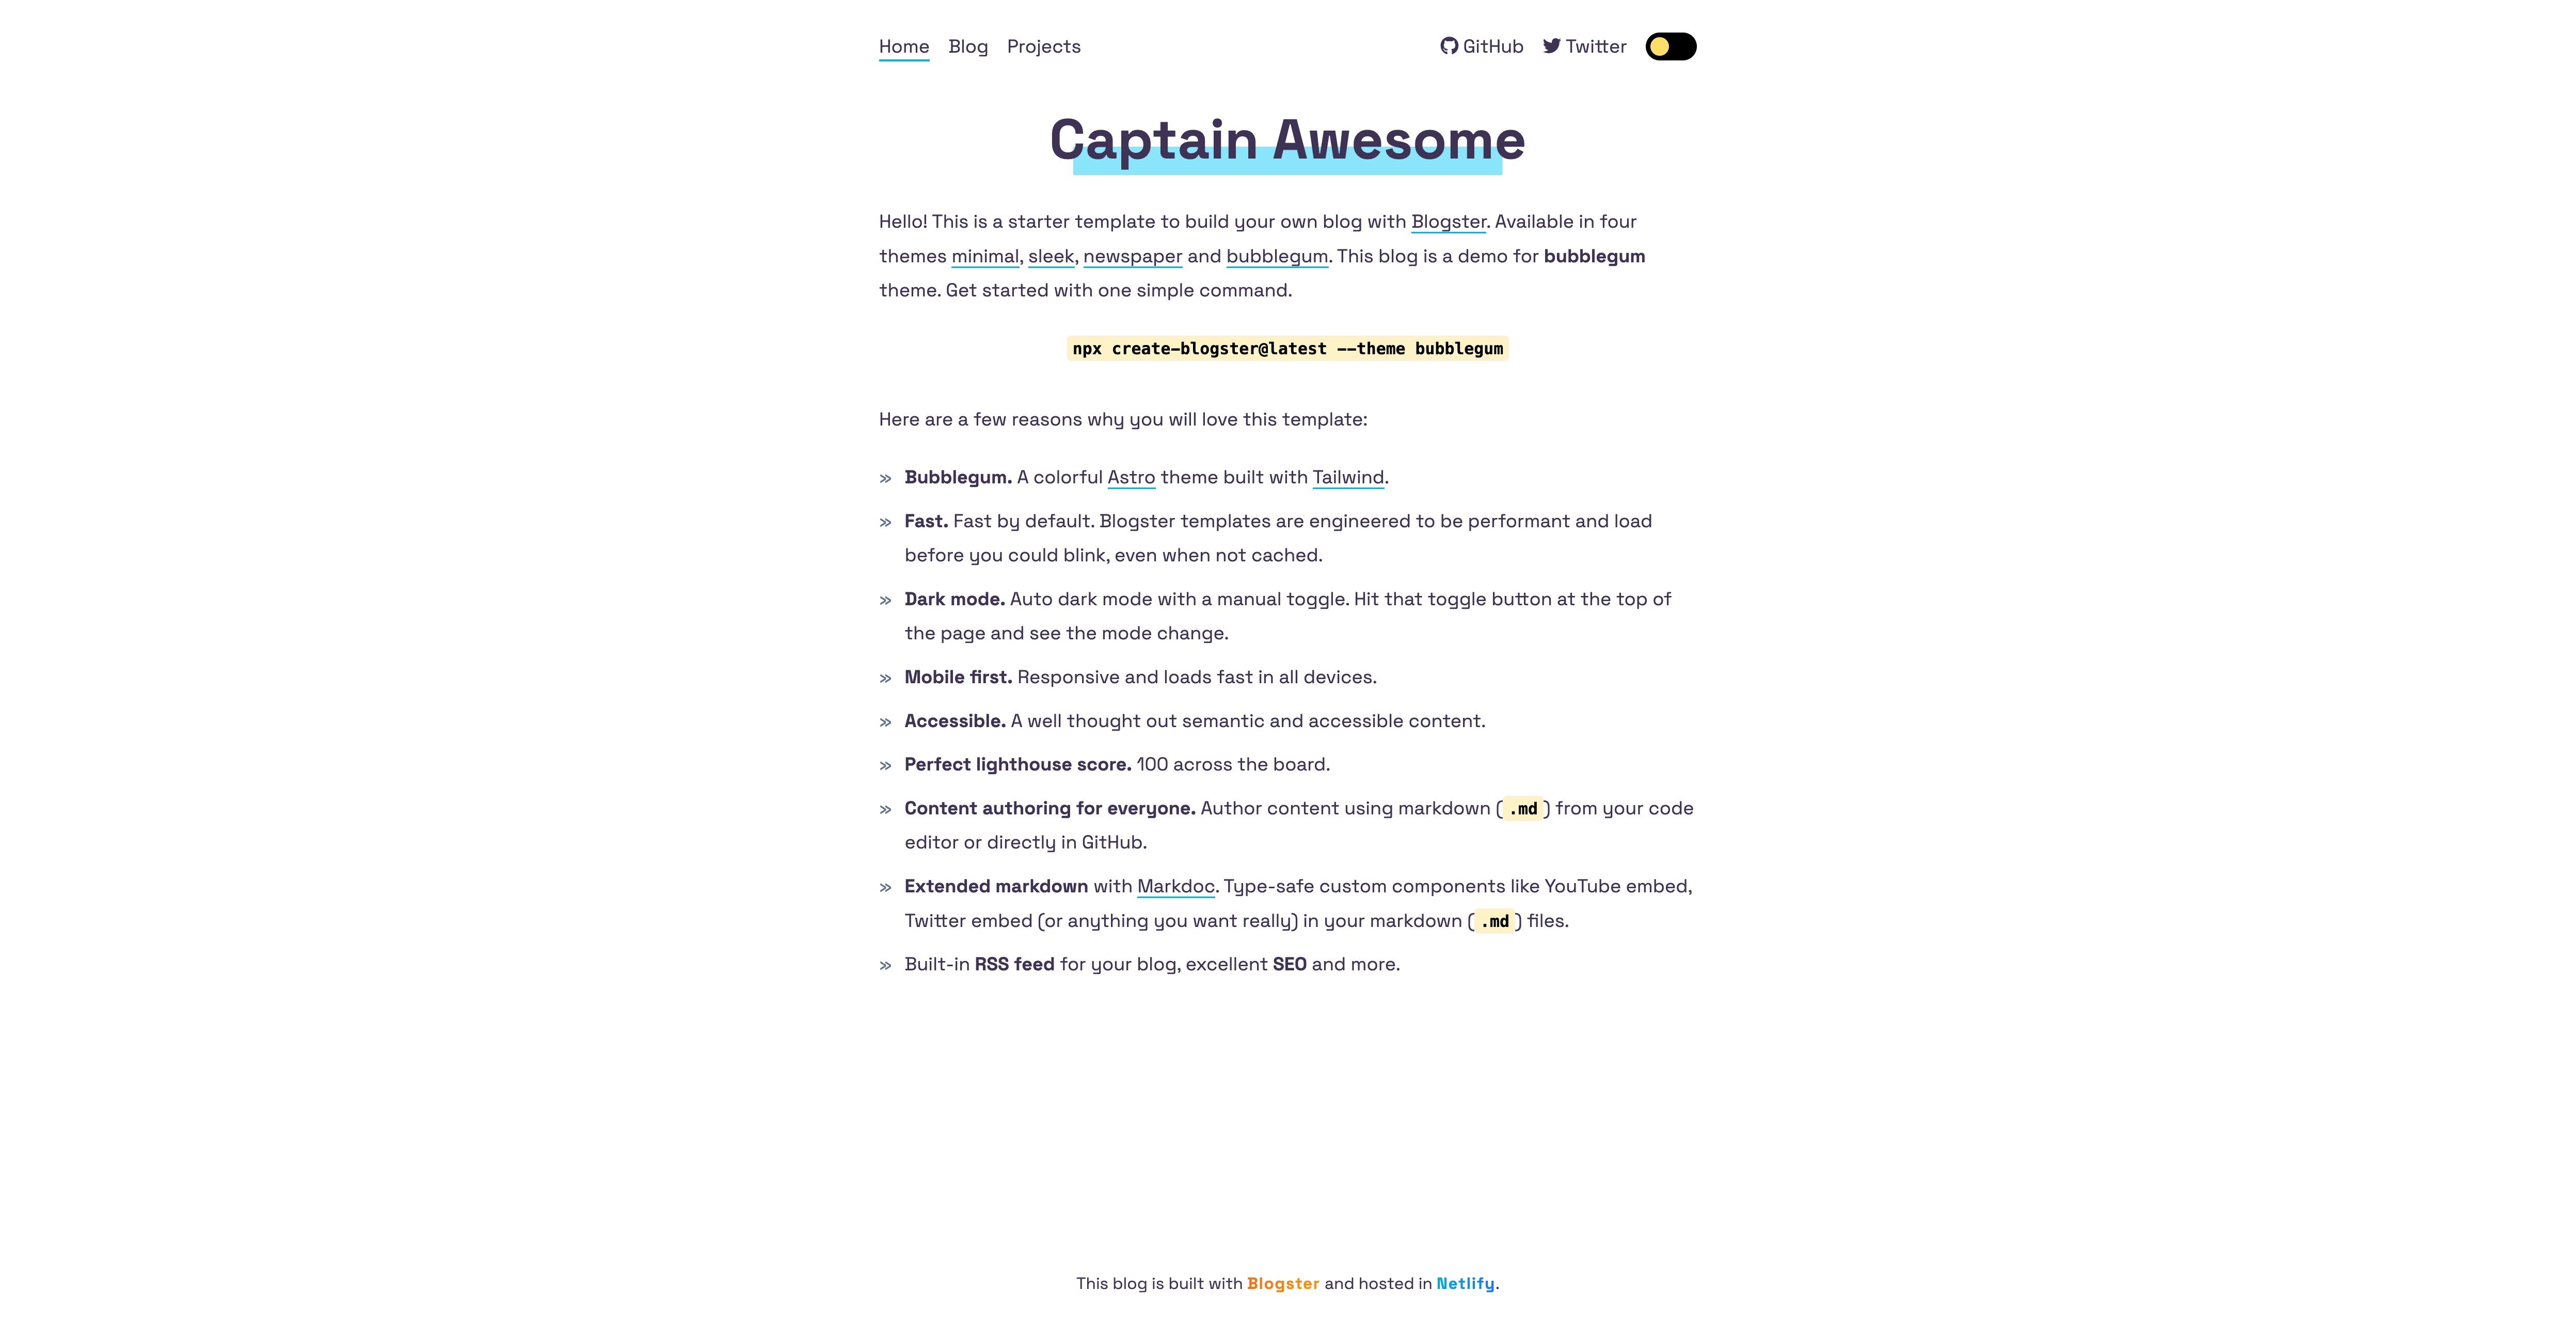 Home Blog Projects GitHub Twitter
Captain Awesome
Hello! This is a starter template to build your own blog with Blogster. Available in four
themes minimal, sleek, newspaper and bubblegum. This blog is a demo for bubblegum
theme. Get started with one simple command.
npx create-blogster@latest --theme bubblegum
Here are a few reasons why you will love this template:
» Bubblegum. A colorful Astro theme built with Tailwind.
» Fast. Fast by default. Blogster templates are engineered to be performant and load
before you could blink, even when not cached.
» Dark mode. Auto dark mode with a manual toggle. Hit that toggle button at the top of
the page and see the mode change.
» Mobile first. Responsive and loads fast in all devices.
» Accessible. A well thought out semantic and accessible content.
» Perfect lighthouse score. 100 across the board.
» Content authoring for everyone. Author content using markdown (.md) from your code
editor or directly in GitHub.
» Extended markdown with Markdoc. Type-safe custom components like YouTube embed,
Twitter embed (or anything you want really) in your markdown (.md) files.
» Built-in RSS feed for your blog, excellent SEO and more.
This blog is built with Blogster and hosted in Netlify.